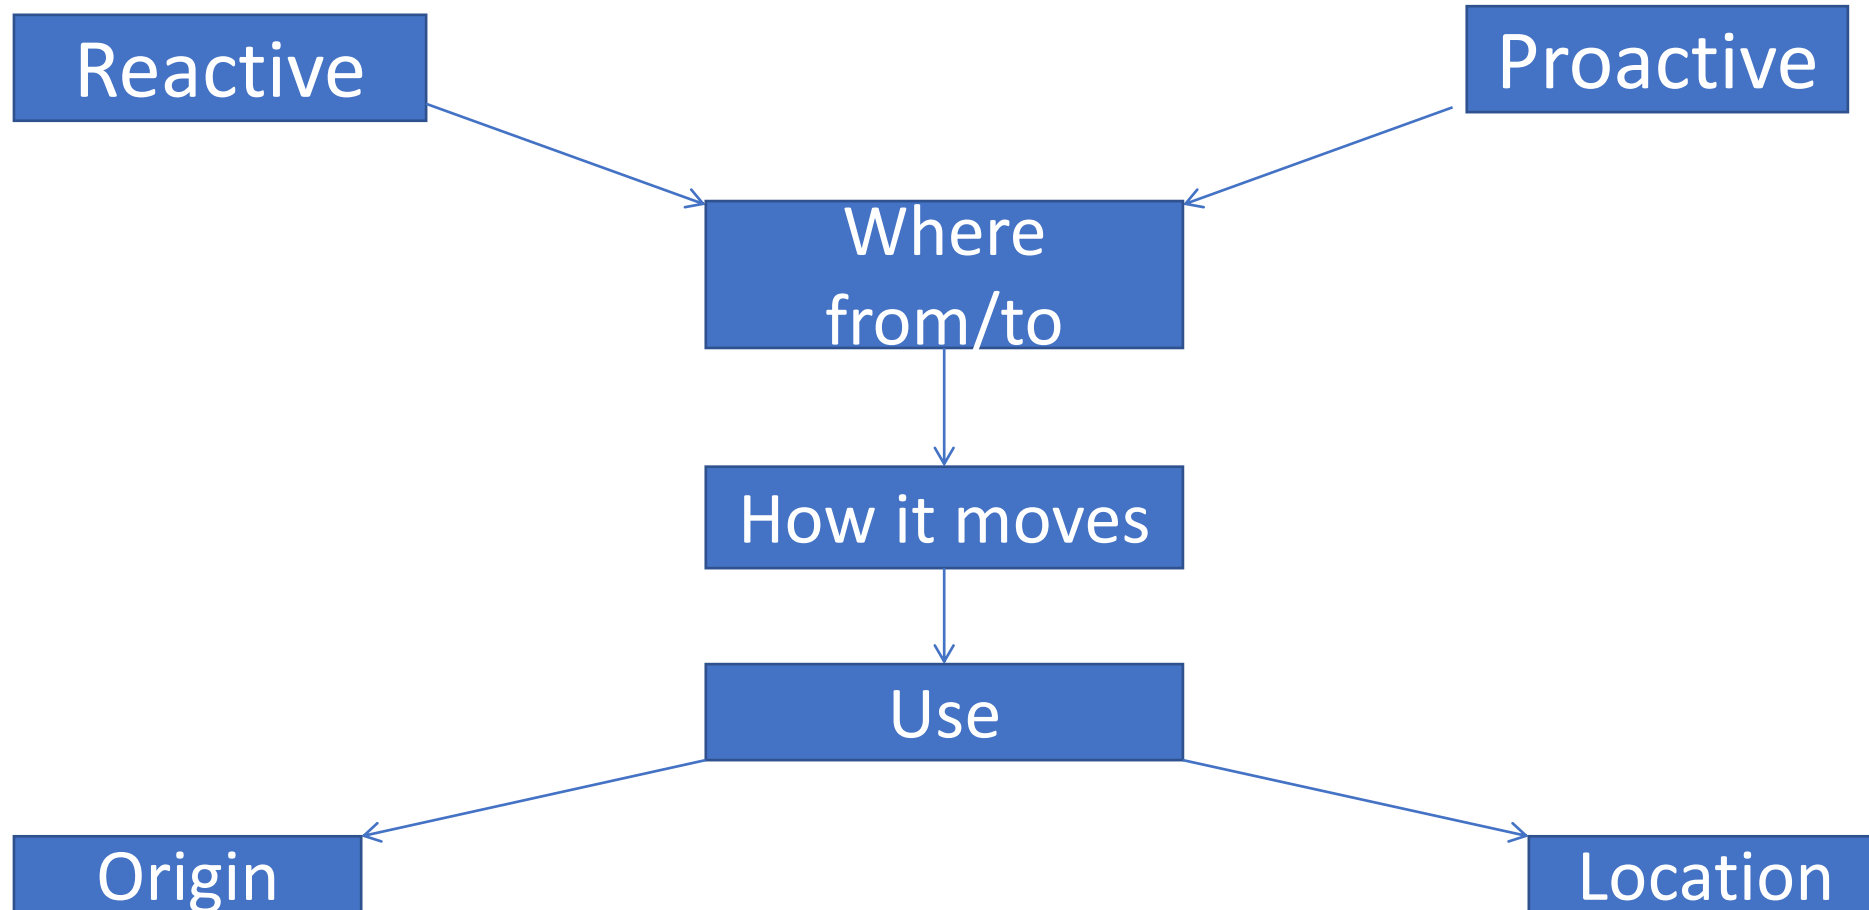 Reactive
Proactive
Where
from/to
How it moves
Use
Origin
Location